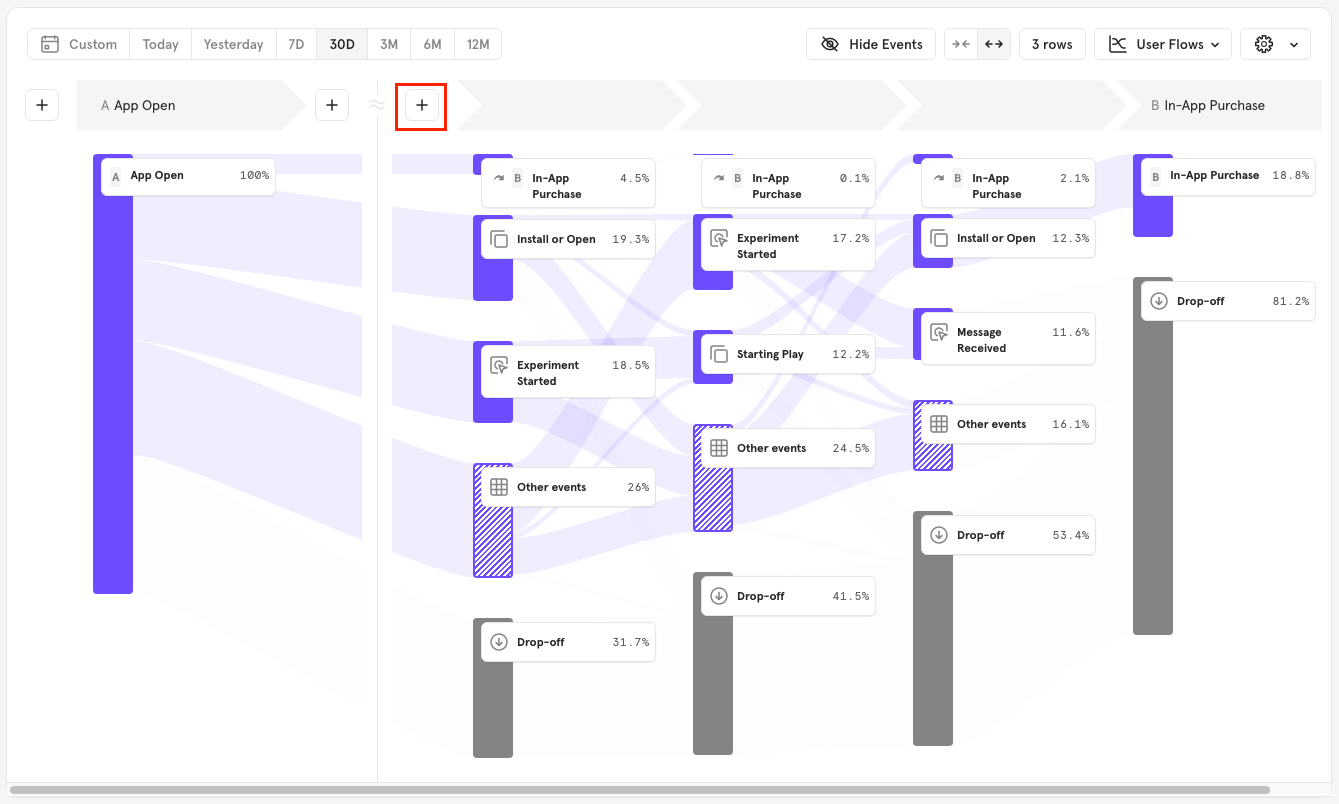 Custom Today Yesterday 7D 30D 3M 6M 12M Hide Events 3 rows User Flows
A App Open B In-App Purchase
A App Open 100%
B In-App Purchase 4.5%
Install or Open 19.3%
Experiment Started 18.5%
Other events 26%
Drop-off 31.7%
B In-App Purchase 0.1%
Experiment Started 17.2%
Starting Play 12.2%
Other events 24.5%
Drop-off 41.5%
B In-App Purchase 2.1%
Install or Open 12.3%
Message Received 11.6%
Other events 16.1%
Drop-off 53.4%
B In-App Purchase 18.8%
Drop-off 81.2%